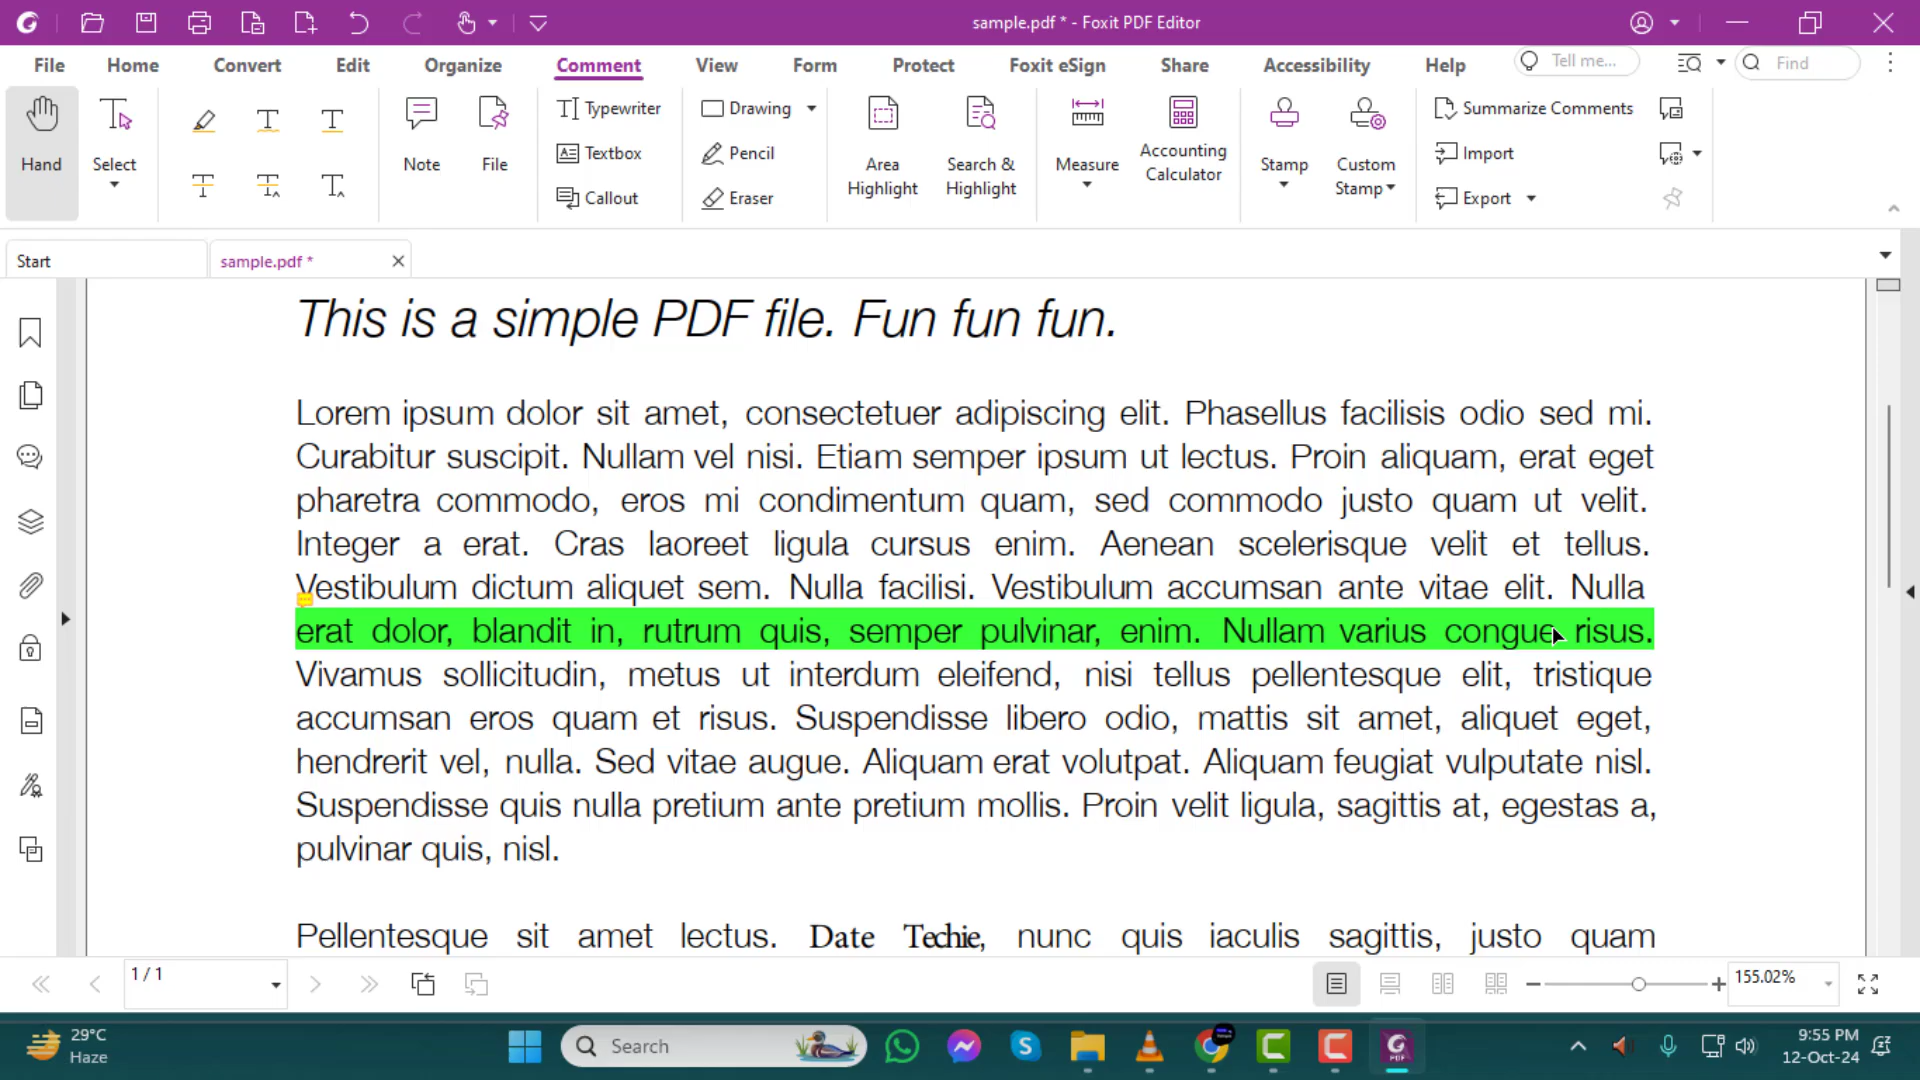 sample.pdf * - Foxit PDF Editor
File Home Convert Edit Organize Comment View Form Protect Foxit eSign Share Accessibility Help Tell me... Find
Hand
Select
Note
File
Typewriter
Textbox
Callout
Drawing
Pencil
Eraser
Area
Highlight
Search &
Highlight
Measure
Accounting
Calculator
Stamp
Custom
Stamp
Summarize Comments
Import
Export
Start
sample.pdf *
This is a simple PDF file. Fun fun fun.
Lorem ipsum dolor sit amet, consectetuer adipiscing elit. Phasellus facilisis odio sed mi.
Curabitur suscipit. Nullam vel nisi. Etiam semper ipsum ut lectus. Proin aliquam, erat eget
pharetra commodo, eros mi condimentum quam, sed commodo justo quam ut velit.
Integer a erat. Cras laoreet ligula cursus enim. Aenean scelerisque velit et tellus.
Vestibulum dictum aliquet sem. Nulla facilisi. Vestibulum accumsan ante vitae elit. Nulla
erat dolor, blandit in, rutrum quis, semper pulvinar, enim. Nullam varius congue risus.
Vivamus sollicitudin, metus ut interdum eleifend, nisi tellus pellentesque elit, tristique
accumsan eros quam et risus. Suspendisse libero odio, mattis sit amet, aliquet eget,
hendrerit vel, nulla. Sed vitae augue. Aliquam erat volutpat. Aliquam feugiat vulputate nisl.
Suspendisse quis nulla pretium ante pretium mollis. Proin velit ligula, sagittis at, egestas a,
pulvinar quis, nisl.
Pellentesque sit amet lectus. Date Techie, nunc quis iaculis sagittis, justo quam
1 / 1
155.02%
29°C
Haze
Search
9:55 PM
12-Oct-24